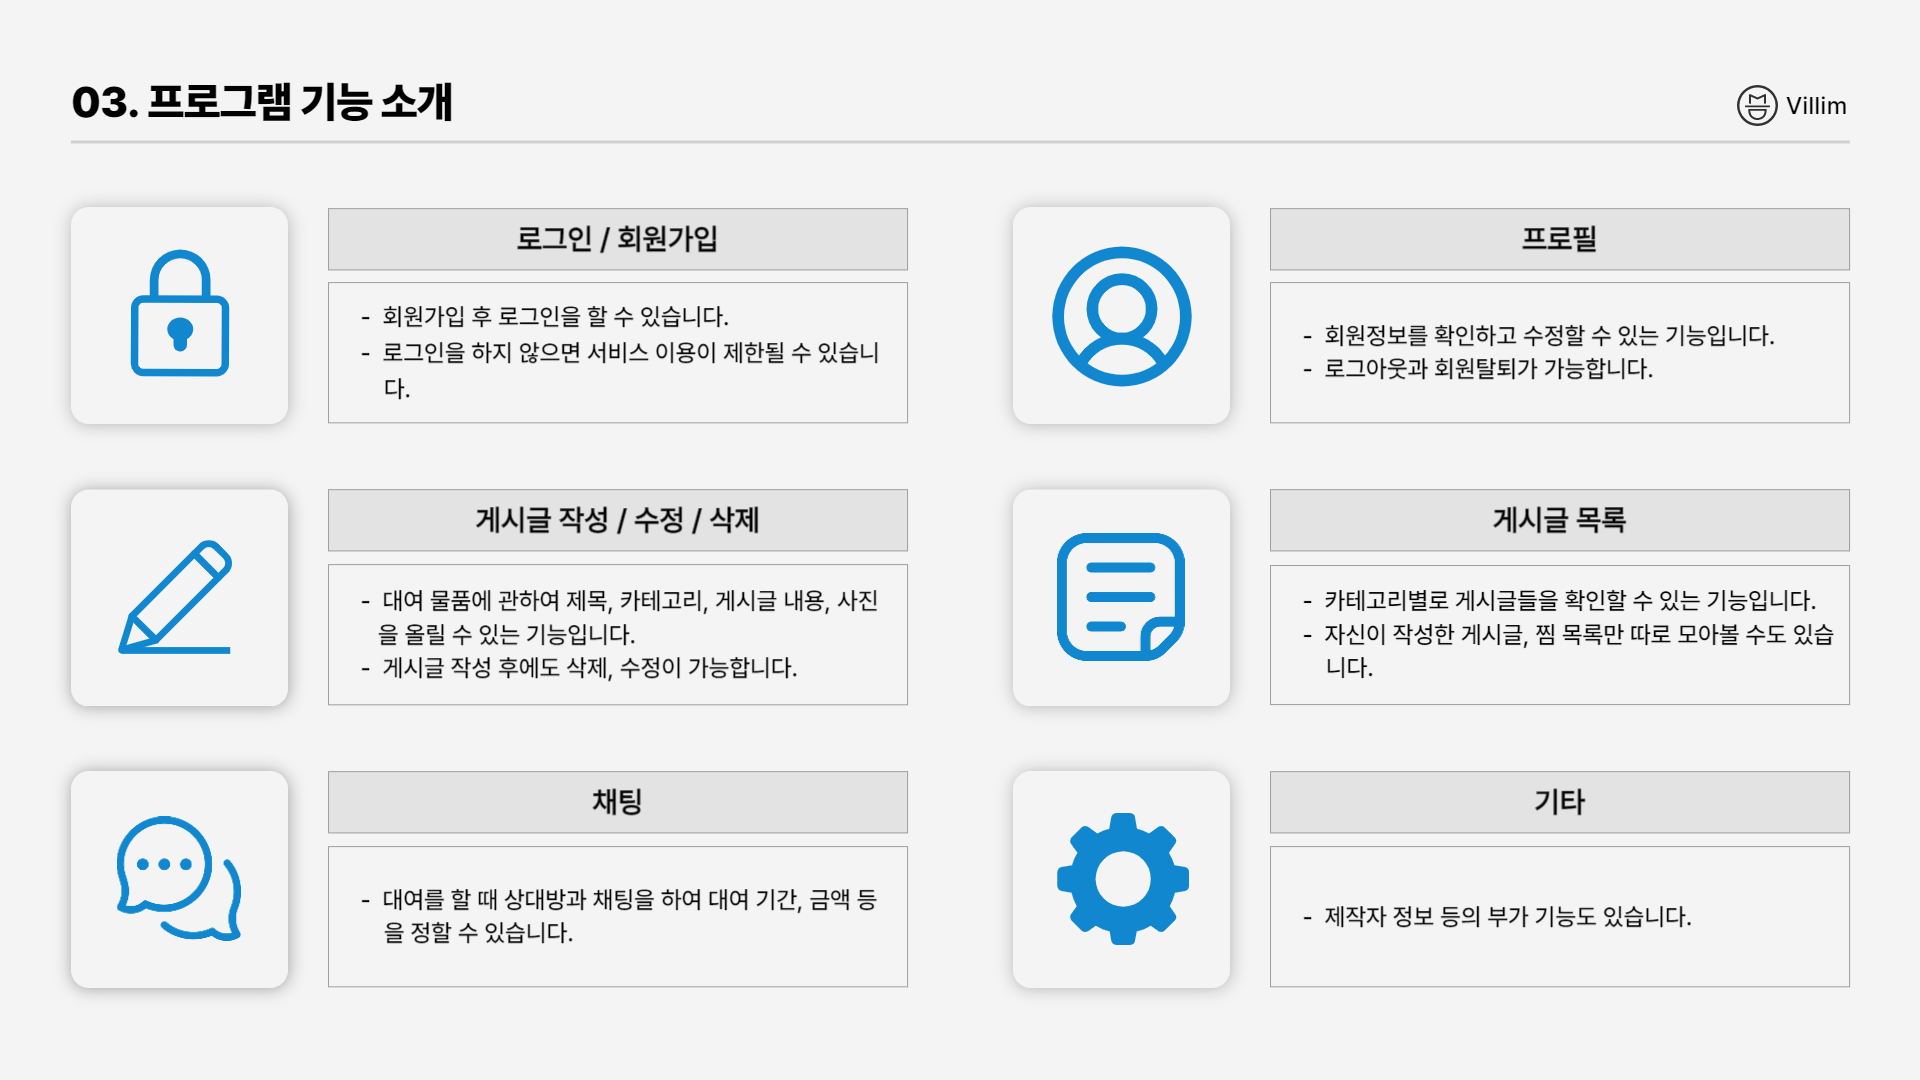 03. 프로그램 기능 소개
Villim
로그인 / 회원가입
- 회원가입 후 로그인을 할 수 있습니다.
- 로그인을 하지 않으면 서비스 이용이 제한될 수 있습니
다.
프로필
- 회원정보를 확인하고 수정할 수 있는 기능입니다.
- 로그아웃과 회원탈퇴가 가능합니다.
게시글 작성 / 수정 / 삭제
- 대여 물품에 관하여 제목, 카테고리, 게시글 내용, 사진
을 올릴 수 있는 기능입니다.
- 게시글 작성 후에도 삭제, 수정이 가능합니다.
게시글 목록
- 카테고리별로 게시글들을 확인할 수 있는 기능입니다.
- 자신이 작성한 게시글, 찜 목록만 따로 모아볼 수도 있습
니다.
채팅
- 대여를 할 때 상대방과 채팅을 하여 대여 기간, 금액 등
을 정할 수 있습니다.
기타
- 제작자 정보 등의 부가 기능도 있습니다.